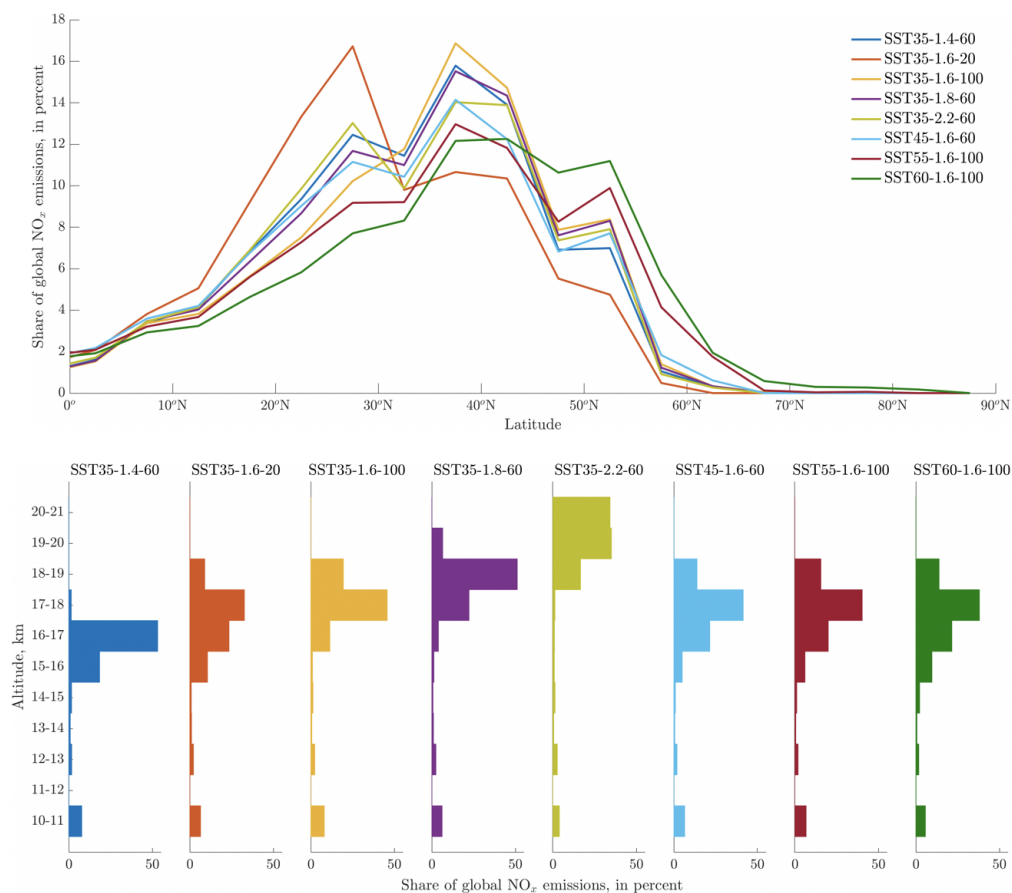 18
16
14
12
10
8
6
4
2
0
Share of global NOx emissions, in percent
0°
10°N
20°N
30°N
40°N
50°N
60°N
70°N
80°N
90°N
Latitude
SST35-1.4-60
SST35-1.6-20
SST35-1.6-100
SST35-1.8-60
SST35-2.2-60
SST45-1.6-60
SST55-1.6-100
SST60-1.6-100
SST35-1.4-60 SST35-1.6-20 SST35-1.6-100 SST35-1.8-60 SST35-2.2-60 SST45-1.6-60 SST55-1.6-100 SST60-1.6-100
20-21
19-20
18-19
17-18
16-17
15-16
14-15
13-14
12-13
11-12
10-11
Altitude, km
0 50 0 50 0 50 0 50 0 50 0 50 0 50 0 50
Share of global NOx emissions, in percent